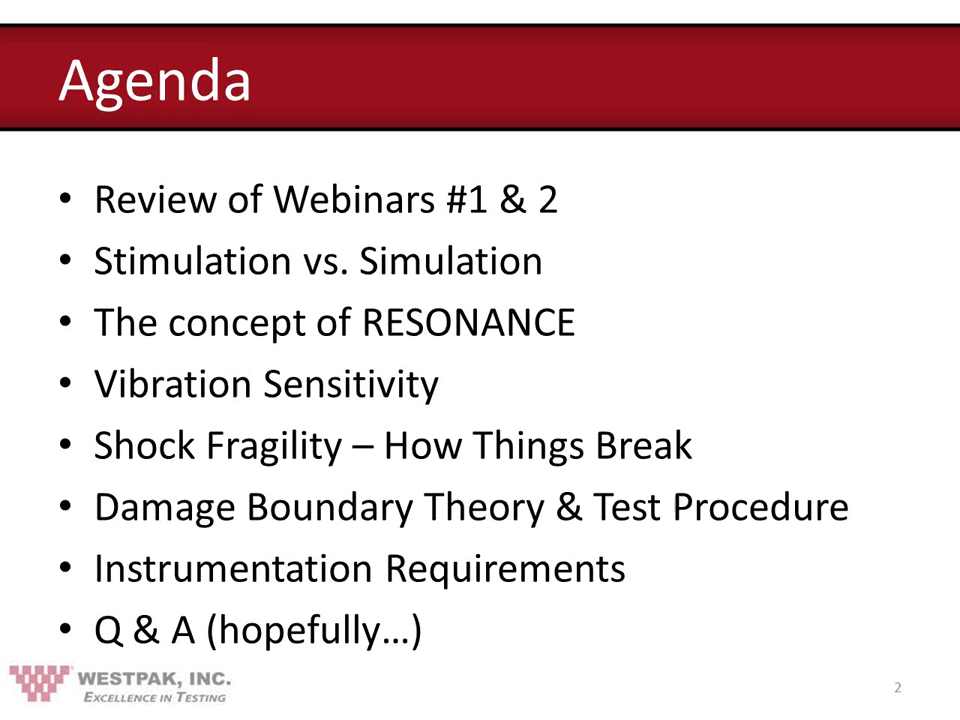 Agenda
• Review of Webinars #1 & 2
• Stimulation vs. Simulation
• The concept of RESONANCE
• Vibration Sensitivity
• Shock Fragility – How Things Break
• Damage Boundary Theory & Test Procedure
• Instrumentation Requirements
• Q & A (hopefully…)
WESTPAK, INC.
EXCELLENCE IN TESTING
2